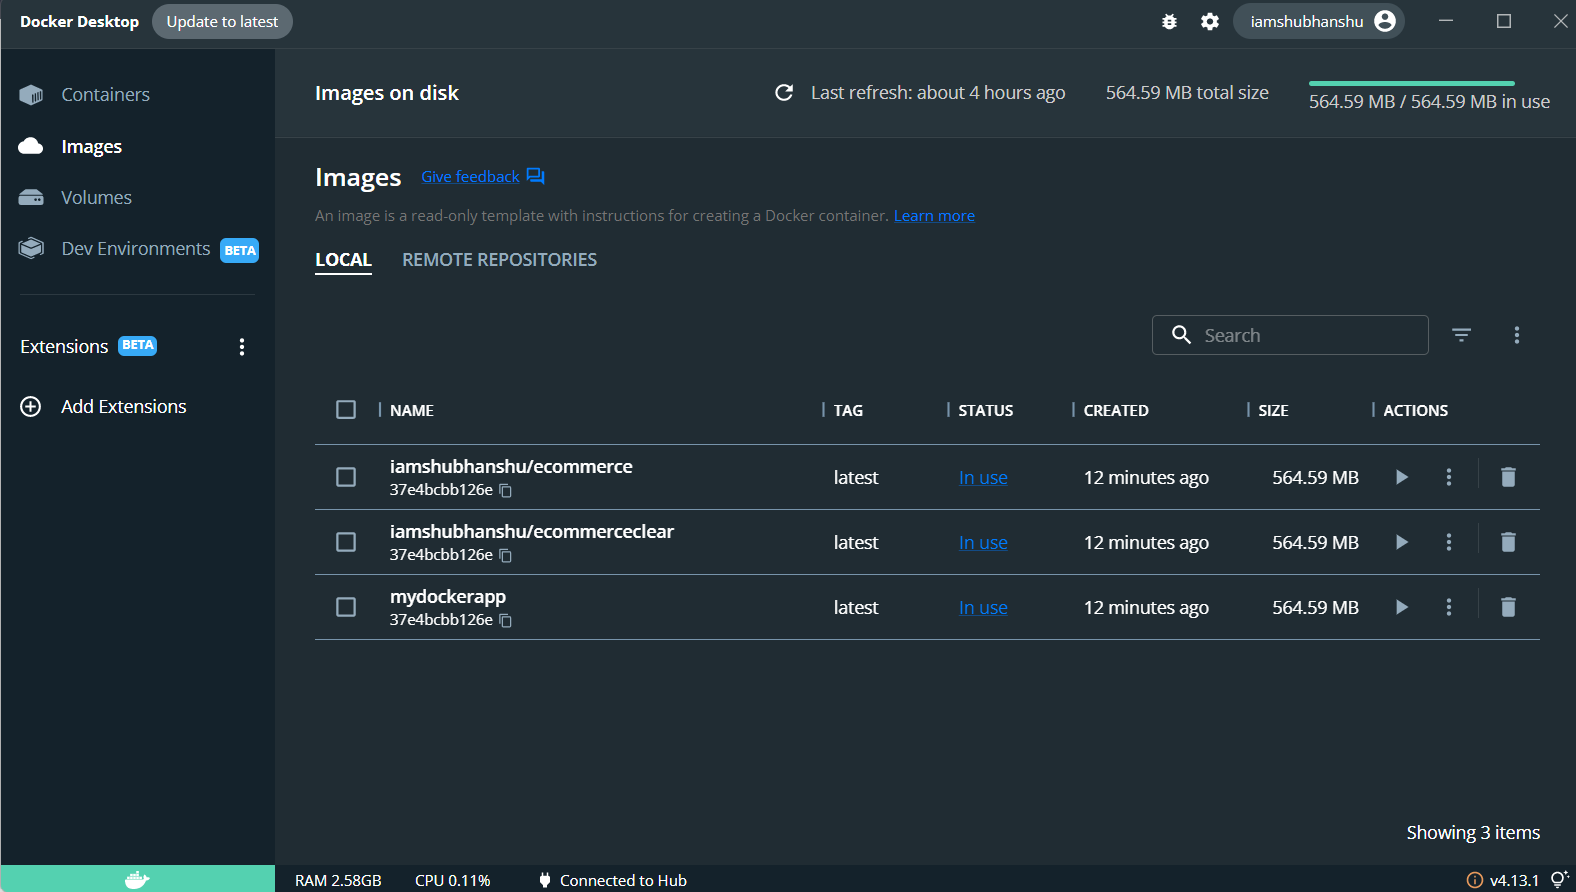 Docker Desktop Update to latest iamshubhanshu
Containers
Images
Volumes
Dev Environments BETA
Extensions BETA
Add Extensions
Images on disk Last refresh: about 4 hours ago 564.59 MB total size 564.59 MB / 564.59 MB in use
Images Give feedback
An image is a read-only template with instructions for creating a Docker container. Learn more
LOCAL REMOTE REPOSITORIES
Search
NAME TAG STATUS CREATED SIZE ACTIONS
iamshubhanshu/ecommerce
37e4bcbb126e latest In use 12 minutes ago 564.59 MB
iamshubhanshu/ecommerceclear
37e4bcbb126e latest In use 12 minutes ago 564.59 MB
mydockerapp
37e4bcbb126e latest In use 12 minutes ago 564.59 MB
Showing 3 items
RAM 2.58GB CPU 0.11% Connected to Hub v4.13.1